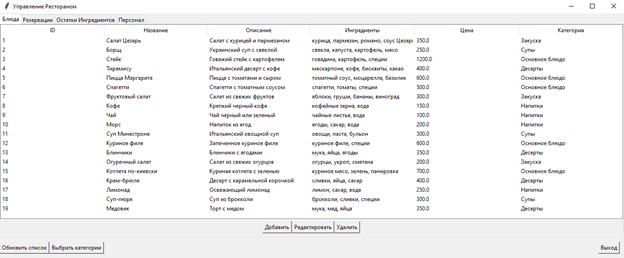 Управление Рестораном
Блюда Резервации Остатки Ингредиентов Персонал
ID Название Описание Ингредиенты Цена Категория
1 Салат Цезарь Салат с курицей и пармезаном курица, пармезан, романо, соус Цезарь 350.0 Закуска
2 Борщ Украинский суп с свеклой свекла, капуста, картофель, мясо 250.0 Супы
3 Стейк Говяжий стейк с картофелем говядина, картофель, специи 1200.0 Основное блюдо
4 Тирамису Итальянский десерт с кофе маскарпоне, кофе, бисквиты, какао 400.0 Десерты
5 Пицца Маргарита Пицца с томатами и сыром томатный соус, моцарелла, базилик 600.0 Основное блюдо
6 Спагетти Спагетти с томатным соусом спагетти, томаты, специи 500.0 Основное блюдо
7 Фруктовый салат Салат из свежих фруктов яблоки, груши, бананы, виноград 300.0 Закуска
8 Кофе Крепкий черный кофе кофейные зерна, вода 150.0 Напитки
9 Чай Чай черный или зеленый чайные листья, вода 100.0 Напитки
10 Морс Напиток из ягод ягоды, сахар, вода 200.0 Напитки
11 Суп Минестроне Итальянский овощной суп овощи, паста, бульон 300.0 Супы
12 Куриное филе Запеченное куриное филе куриное филе, специи 600.0 Основное блюдо
13 Блинчики Блинчики с ягодами мука, яйца, ягоды 350.0 Десерты
14 Огуречный салат Салат из свежих огурцов огурцы, укроп, сметана 200.0 Закуска
15 Котлета по-киевски Куриная котлета с зеленью куриное мясо, зелень, панировка 700.0 Основное блюдо
16 Крем-брюле Десерт с карамельной корочкой сливки, яйца, сахар 400.0 Десерты
17 Лимонад Освежающий лимонад лимон, сахар, вода 250.0 Напитки
18 Суп-пюре Суп из брокколи брокколи, сливки, специи 300.0 Супы
19 Медовик Торт с медом мука, мед, яйца 350.0 Десерты
Добавить Редактировать Удалить
Обновить список Выбрать категории Выход